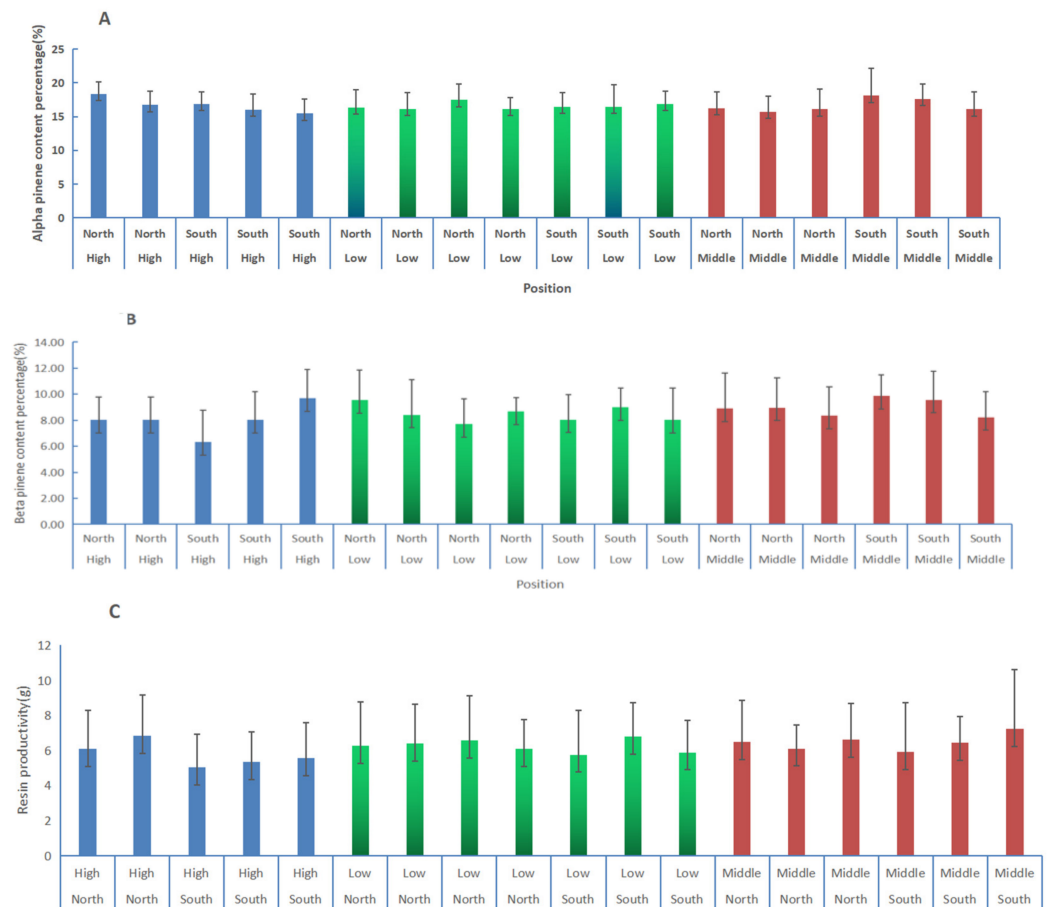 A
Alpha pinene content percentage(%)
25
20
15
10
5
0
North North South South South North North North North South South South North North North South South South
High High High High High Low Low Low Low Low Low Low Middle Middle Middle Middle Middle Middle
Position
B
Beta pinene content percentage(%)
14.00
12.00
10.00
8.00
6.00
4.00
2.00
0.00
North North South South South North North North North South South South North North North South South South
High High High High High Low Low Low Low Low Low Low Middle Middle Middle Middle Middle Middle
Position
C
Resin productivity(g)
12
10
8
6
4
2
0
High High High High High Low Low Low Low Low Low Low Middle Middle Middle Middle Middle Middle
North North South South South North North North North South South South North North North South South South